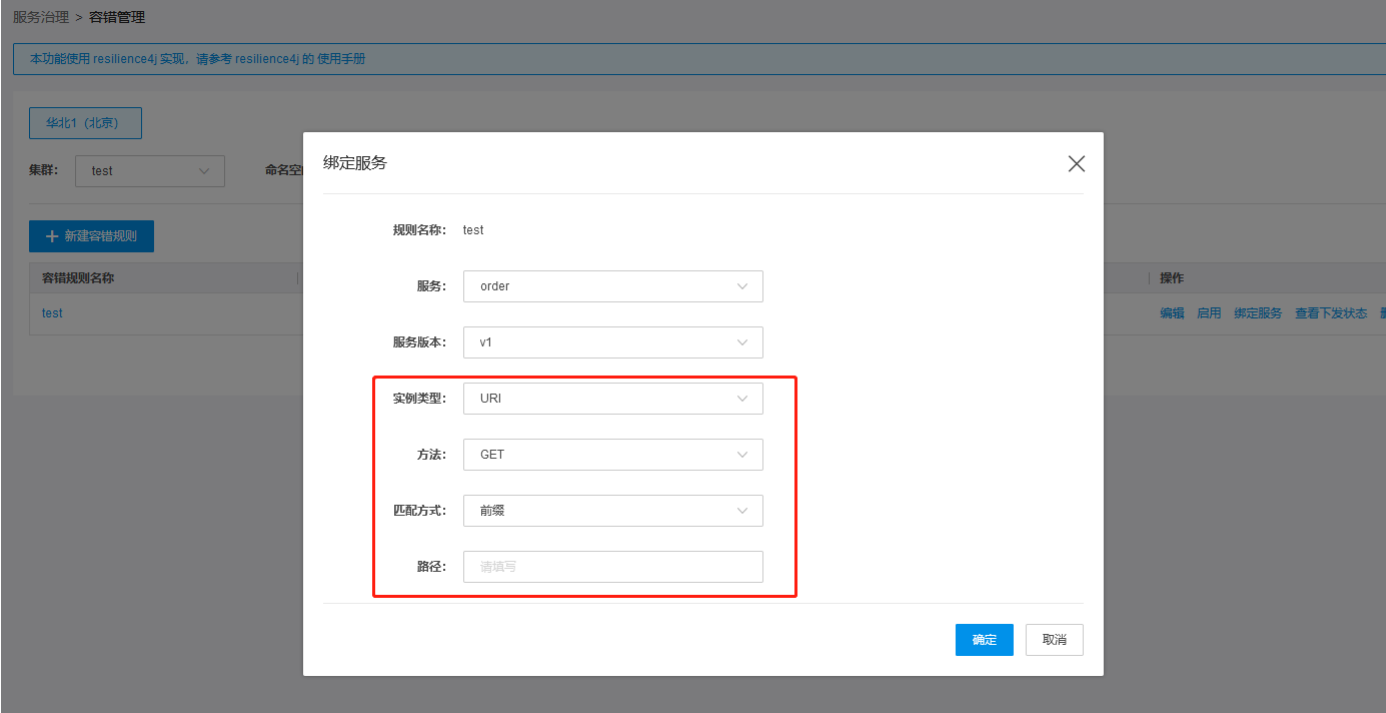 服务治理 > 容错管理
本功能使用 resilience4j 实现，请参考 resilience4j 的 使用手册
华北1（北京）
集群： test 命名空
新建容错规则
容错规则名称 操作
test 编辑 启用 绑定服务 查看下发状态
绑定服务
规则名称： test
服务： order
服务版本： v1
实例类型： URI
方法： GET
匹配方式： 前缀
路径： 请填写
确定 取消